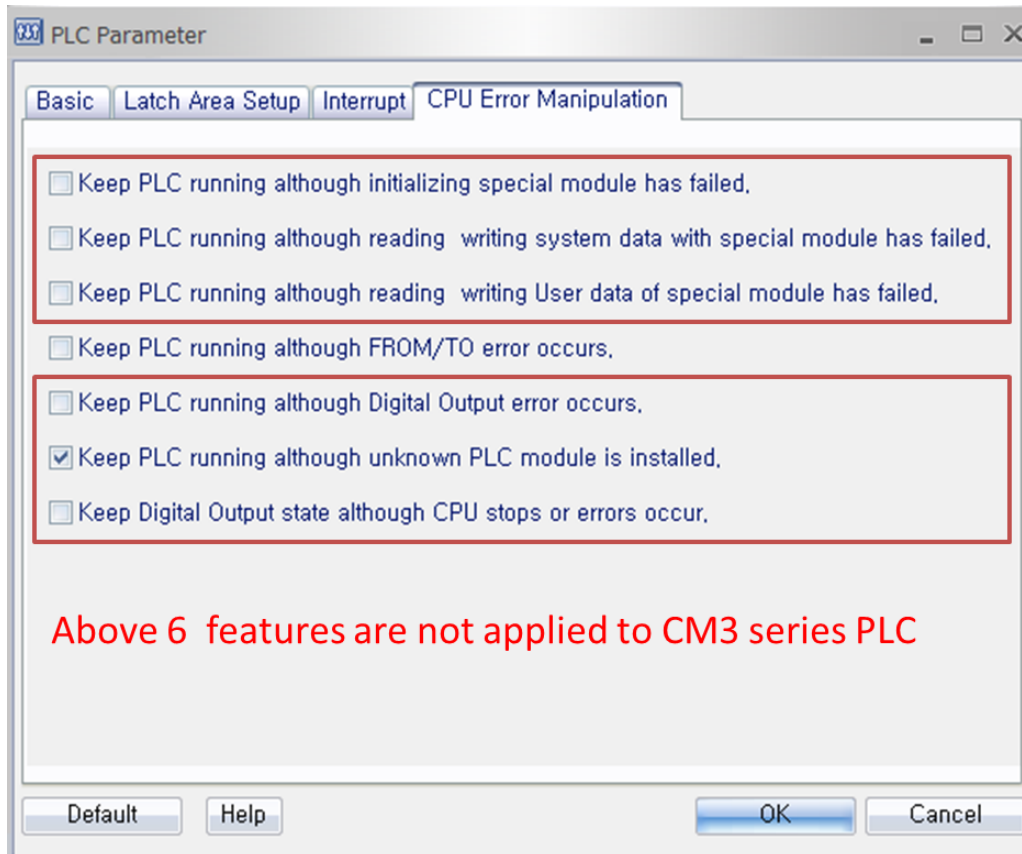 PLC Parameter
Basic Latch Area Setup Interrupt CPU Error Manipulation
Keep PLC running although initializing special module has failed.
Keep PLC running although reading writing system data with special module has failed.
Keep PLC running although reading writing User data of special module has failed.
Keep PLC running although FROM/TO error occurs.
Keep PLC running although Digital Output error occurs.
Keep PLC running although unknown PLC module is installed.
Keep Digital Output state although CPU stops or errors occur.
Above 6 features are not applied to CM3 series PLC
Default Help OK Cancel